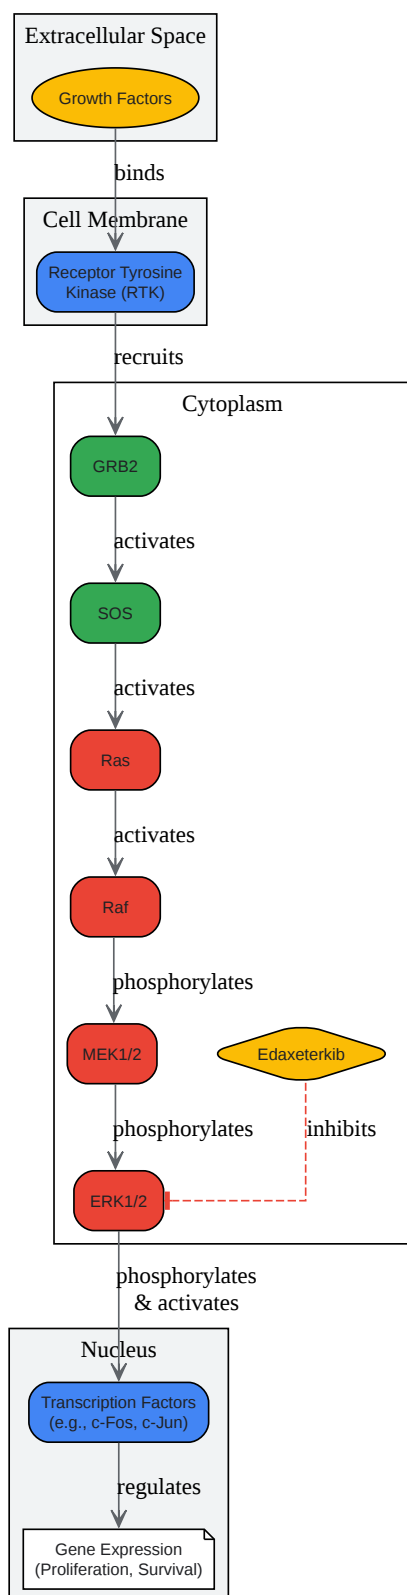 Extracellular Space
Growth Factors
binds
Cell Membrane
Receptor Tyrosine
Kinase (RTK)
recruits
Cytoplasm
GRB2
activates
SOS
activates
Ras
activates
Raf
phosphorylates
MEK1/2
Edaxeterkib
phosphorylates
inhibits
ERK1/2
phosphorylates
& activates
Nucleus
Transcription Factors
(e.g., c-Fos, c-Jun)
regulates
Gene Expression
(Proliferation, Survival)